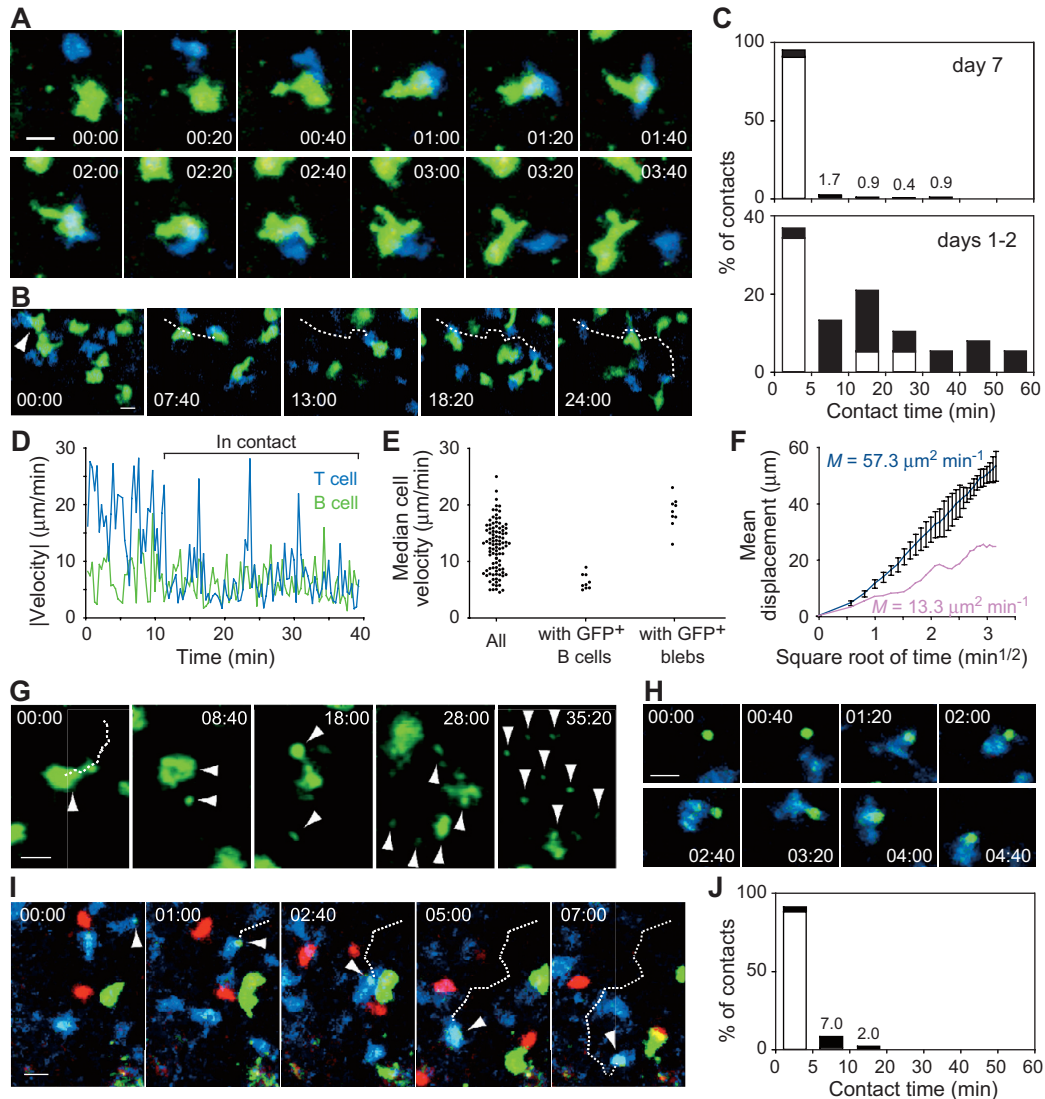 A
00:00
00:20
00:40
01:00
01:20
01:40
02:00
02:20
02:40
03:00
03:20
03:40
B
00:00
07:40
13:00
18:20
24:00
C
% of contacts
100
50
0
day 7
1.7
0.9
0.4
0.9
40
20
0
days 1-2
0 10 20 30 40 50 60
Contact time (min)
D
|Velocity| (μm/min)
30
20
10
0
In contact
T cell
B cell
0 10 20 30 40
Time (min)
E
Median cell
velocity (μm/min)
30
20
10
0
All
with GFP+
B cells
with GFP+
blebs
F
Mean
displacement (μm)
60
40
20
0
M = 57.3 μm² min⁻¹
M = 13.3 μm² min⁻¹
0 1 2 3
Square root of time (min1/2)
G
00:00
08:40
18:00
28:00
35:20
H
00:00
00:40
01:20
02:00
02:40
03:20
04:00
04:40
I
00:00
01:00
02:40
05:00
07:00
J
% of contacts
100
50
0
7.0
2.0
0 10 20 30 40 50 60
Contact time (min)